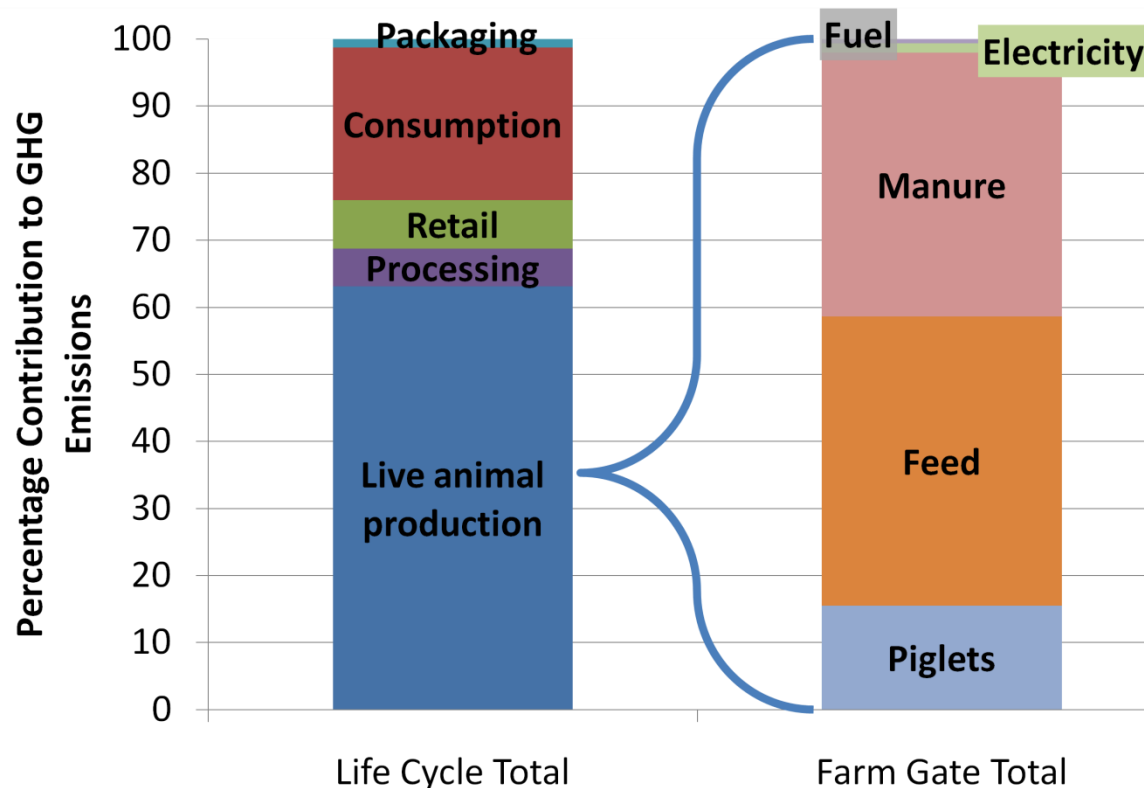 Percentage Contribution to GHG
Emissions
100
90
80
70
60
50
40
30
20
10
0
Packaging
Consumption
Retail
Processing
Live animal
production
Fuel
Electricity
Manure
Feed
Piglets
Life Cycle Total
Farm Gate Total